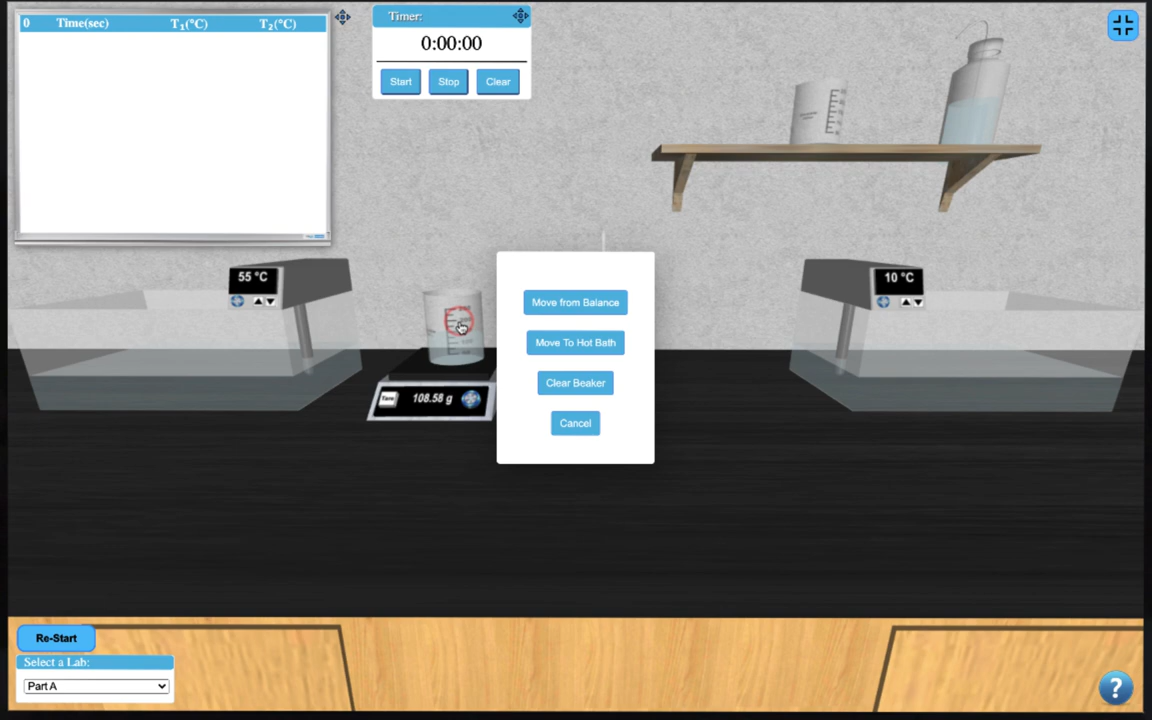 0 Time(sec) T₁(°C) T₂(°C)
Timer:
0:00:00
Start Stop Clear
55 °C
10 °C
Move from Balance
Move To Hot Bath
Clear Beaker
Cancel
Tare 108.58 g
Re-Start
Select a Lab:
Part A
?